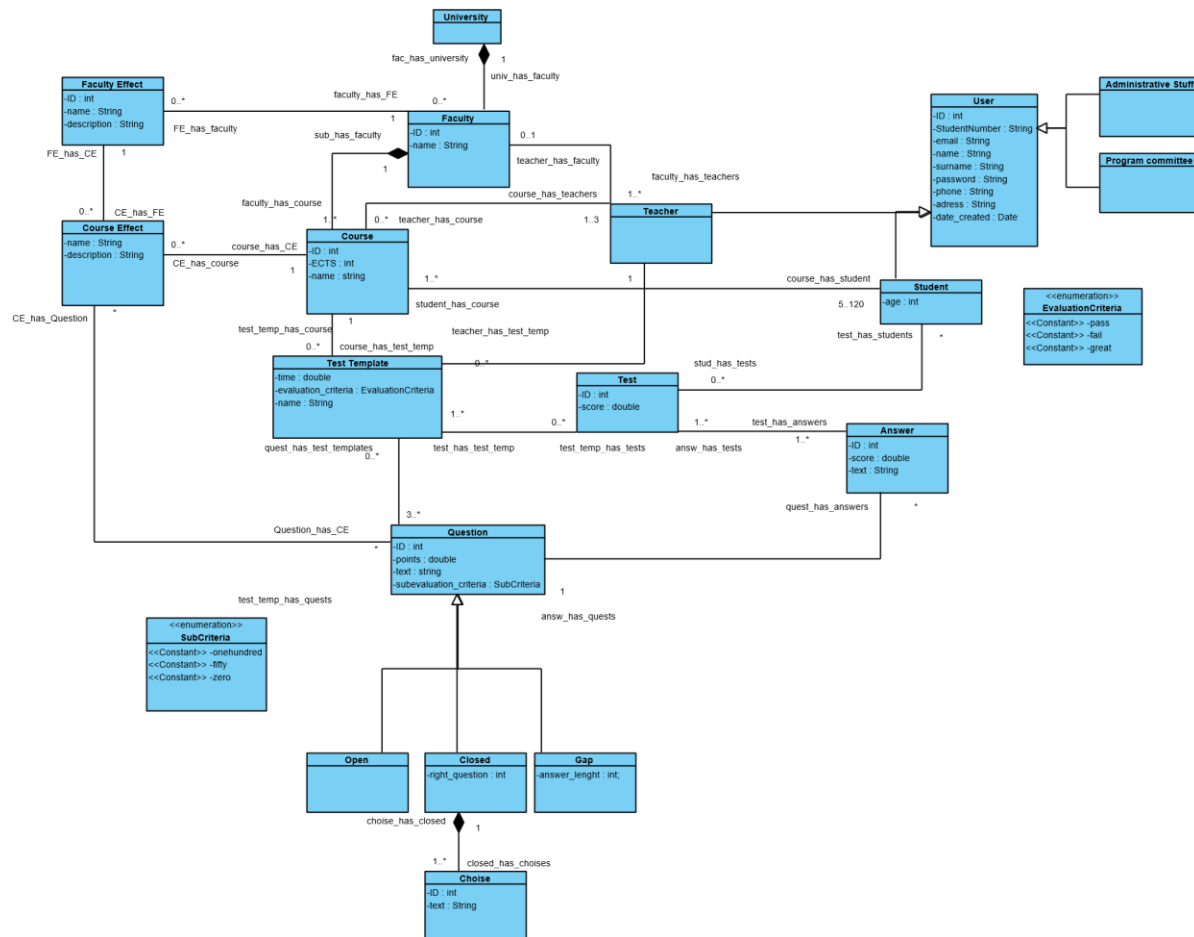 University
fac_has_university
1
univ_has_faculty
Faculty Effect
-ID : int
-name : String
-description : String
0..*
faculty_has_FE
0..*
FE_has_faculty
1
Faculty
-ID : int
-name : String
sub_has_faculty
1
0..1
teacher_has_faculty
faculty_has_teachers
1..*
User
-ID : int
-StudentNumber : String
-email : String
-name : String
-surname : String
-password : String
-phone : String
-adress : String
-date_created : Date
Administrative Stuff
Program committee
FE_has_CE
1
0..*
CE_has_FE
faculty_has_course
1..*
course_has_teachers
0..*
teacher_has_course
1..3
Teacher
Course Effect
-name : String
-description : String
0..*
course_has_CE
CE_has_course
1
Course
-ID : int
-ECTS : int
-name : string
1..*
course_has_student
student_has_course
5..120
1
Student
-age : int
<<enumeration>>
EvaluationCriteria
<<Constant>> -pass
<<Constant>> -fail
<<Constant>> -great
CE_has_Question
*
test_temp_has_course
1
teacher_has_test_temp
test_has_students
*
0..*
course_has_test_temp
0..*
Test Template
-time : double
-evaluation_criteria : EvaluationCriteria
-name : String
stud_has_tests
0..*
Test
-ID : int
-score : double
1..*
0..*
1..*
test_has_answers
quest_has_test_templates
test_has_test_temp
test_temp_has_tests
answ_has_tests
1..*
0..*
Answer
-ID : int
-score : double
-text : String
quest_has_answers
*
3..*
Question_has_CE
*
Question
-ID : int
-points : double
-text : string
-subevaluation_criteria : SubCriteria
1
test_temp_has_quests
answ_has_quests
<<enumeration>>
SubCriteria
<<Constant>> -onehundred
<<Constant>> -fifty
<<Constant>> -zero
Open
Closed
-right_question : int
Gap
-answer_lenght : int;
choise_has_closed
1
1..*
closed_has_choises
Choise
-ID : int
-text : String